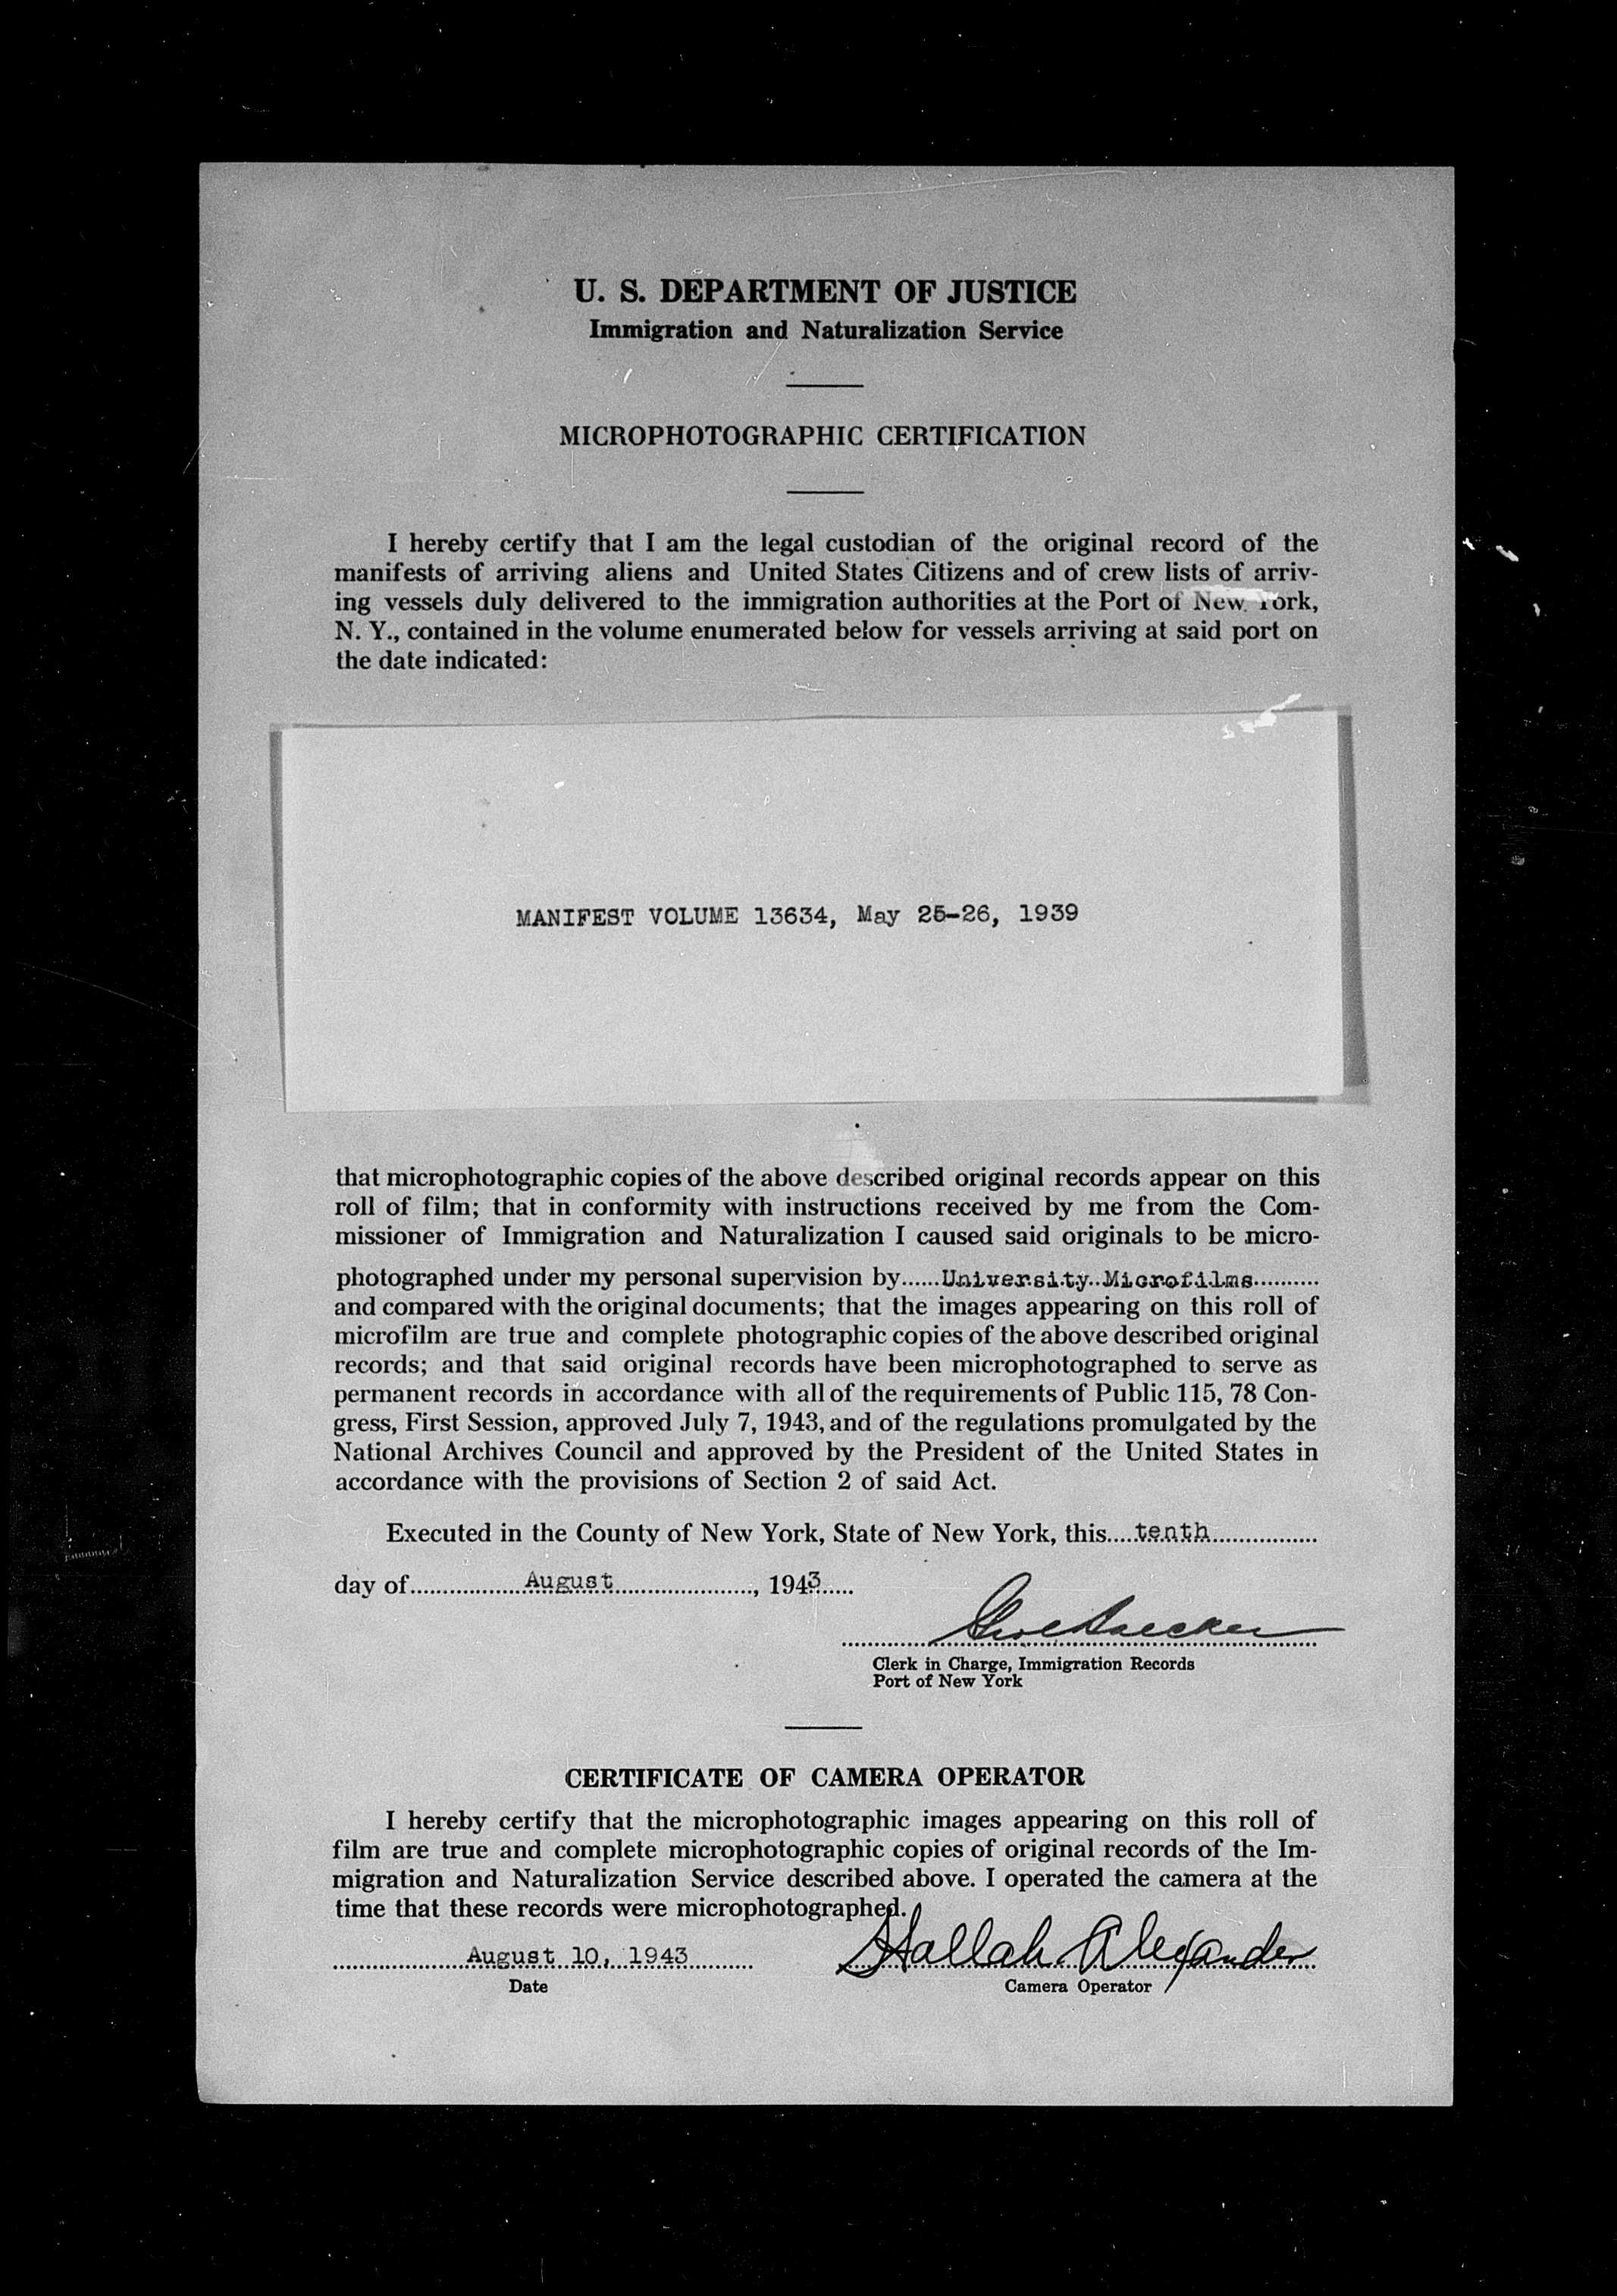 U. S. DEPARTMENT OF JUSTICE
Immigration and Naturalization Service
MICROPHOTOGRAPHIC CERTIFICATION
I hereby certify that I am the legal custodian of the original record of the
manifests of arriving aliens and United States Citizens and of crew lists of arriv-
ing vessels duly delivered to the immigration authorities at the Port of New York,
N. Y., contained in the volume enumerated below for vessels arriving at said port on
the date indicated:
MANIFEST VOLUME 13634, May 25-26, 1939
that microphotographic copies of the above described original records appear on this
roll of film; that in conformity with instructions received by me from the Com-
missioner of Immigration and Naturalization I caused said originals to be micro-
photographed under my personal supervision by......University Microfilms..........
and compared with the original documents; that the images appearing on this roll of
microfilm are true and complete photographic copies of the above described original
records; and that said original records have been microphotographed to serve as
permanent records in accordance with all of the requirements of Public 115, 78 Con-
gress, First Session, approved July 7, 1943, and of the regulations promulgated by the
National Archives Council and approved by the President of the United States in
accordance with the provisions of Section 2 of said Act.
Executed in the County of New York, State of New York, this....tenth................
day of..................August......................, 1943.....
Clerk in Charge, Immigration Records
Port of New York
CERTIFICATE OF CAMERA OPERATOR
I hereby certify that the microphotographic images appearing on this roll of
film are true and complete microphotographic copies of original records of the Im-
migration and Naturalization Service described above. I operated the camera at the
time that these records were microphotographed.
August 10, 1943 Hallah Alexander
Date Camera Operator